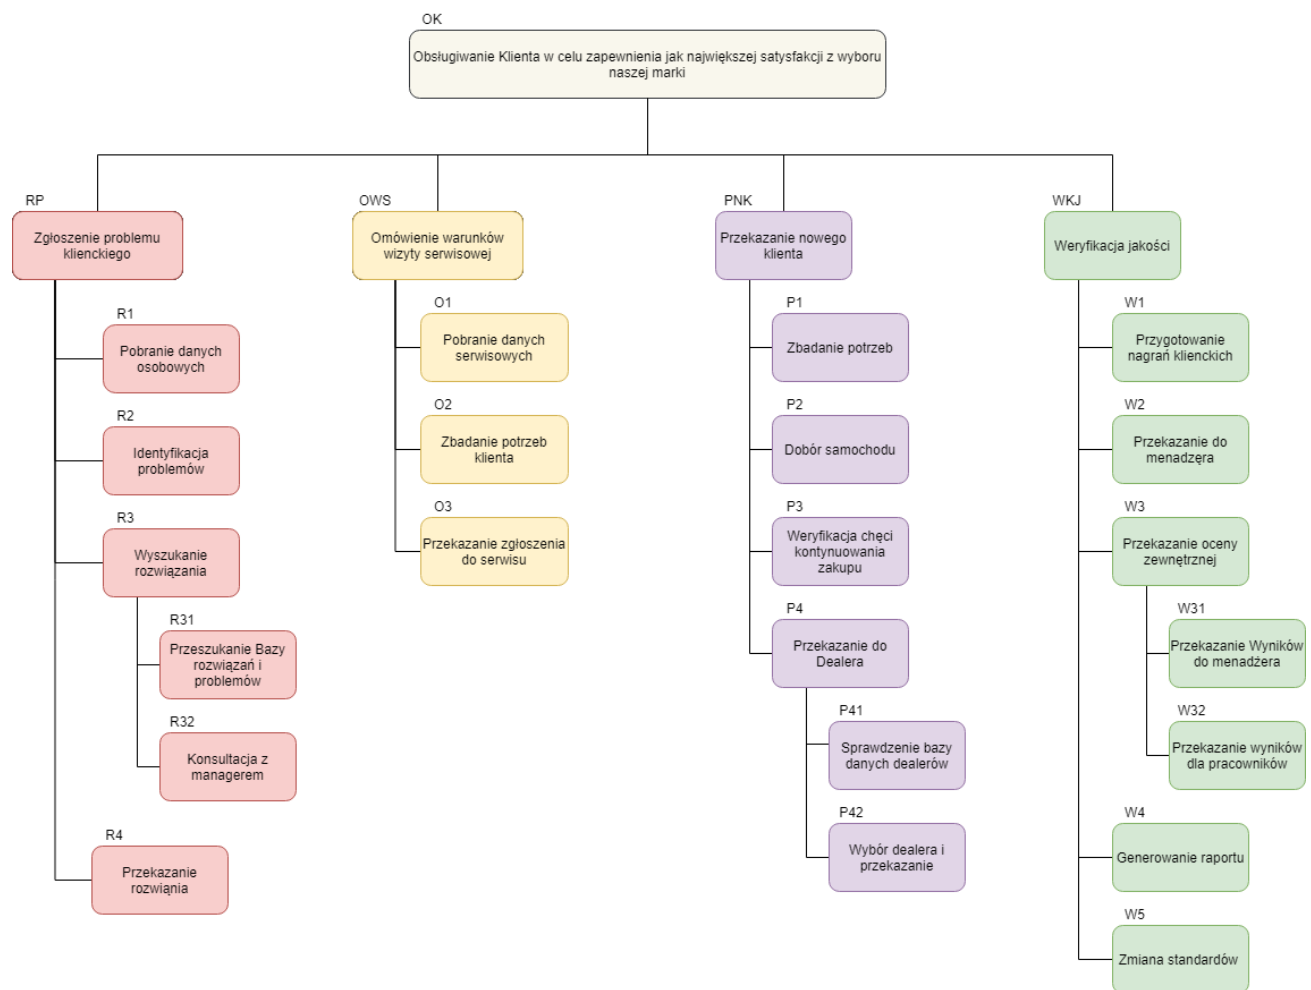 OK
Obsługiwanie Klienta w celu zapewnienia jak największej satysfakcji z wyboru
naszej marki
RP
Zgłoszenie problemu
klienckiego
R1
Pobranie danych
osobowych
R2
Identyfikacja
problemów
R3
Wyszukanie
rozwiązania
R31
Przeszukanie Bazy
rozwiązań i
problemów
R32
Konsultacja z
managerem
R4
Przekazanie
rozwiąnia
OWS
Omówienie warunków
wizyty serwisowej
O1
Pobranie danych
serwisowych
O2
Zbadanie potrzeb
klienta
O3
Przekazanie zgłoszenia
do serwisu
PNK
Przekazanie nowego
klienta
P1
Zbadanie potrzeb
P2
Dobór samochodu
P3
Weryfikacja chęci
kontynuowania
zakupu
P4
Przekazanie do
Dealera
P41
Sprawdzenie bazy
danych dealerów
P42
Wybór dealera i
przekazanie
WKJ
Weryfikacja jakości
W1
Przygotowanie
nagrań klienckich
W2
Przekazanie do
menadzęra
W3
Przekazanie oceny
zewnętrznej
W31
Przekazanie Wyników
do menadżera
W32
Przekazanie wyników
dla pracowników
W4
Generowanie raportu
W5
Zmiana standardów